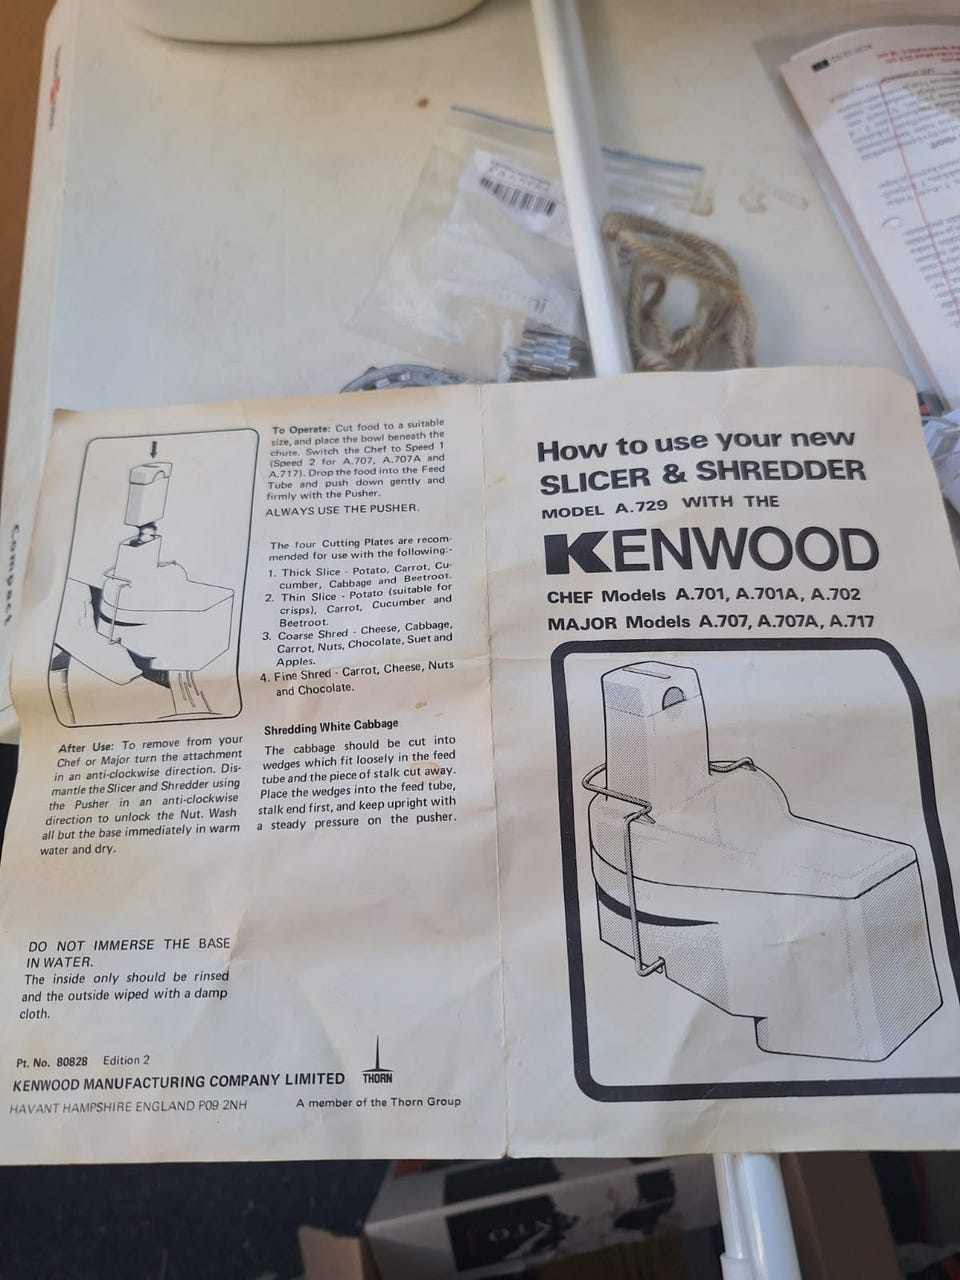 To Operate: Cut food to a suitable
size, and place the bowl beneath the
chute. Switch the Chef to Speed 1
(Speed 2 for A.707, A.707A and
A.717). Drop the food into the Feed
Tube and push down gently and
firmly with the Pusher.
ALWAYS USE THE PUSHER.
The four Cutting Plates are recom-
mended for use with the following:-
1. Thick Slice - Potato, Carrot, Cu-
cumber, Cabbage and Beetroot.
2. Thin Slice - Potato (suitable for
crisps), Carrot, Cucumber and
Beetroot.
3. Coarse Shred - Cheese, Cabbage,
Carrot, Nuts, Chocolate, Suet and
Apples.
4. Fine Shred - Carrot, Cheese, Nuts
and Chocolate.
After Use: To remove from your
Chef or Major turn the attachment
in an anti-clockwise direction. Dis-
mantle the Slicer and Shredder using
the Pusher in an anti-clockwise
direction to unlock the Nut. Wash
all but the base immediately in warm
water and dry.
Shredding White Cabbage
The cabbage should be cut into
wedges which fit loosely in the feed
tube and the piece of stalk cut away.
Place the wedges into the feed tube,
stalk end first, and keep upright with
a steady pressure on the pusher.
DO NOT IMMERSE THE BASE
IN WATER.
The inside only should be rinsed
and the outside wiped with a damp
cloth.
Pt. No. 80828 Edition 2
KENWOOD MANUFACTURING COMPANY LIMITED
HAVANT HAMPSHIRE ENGLAND P09 2NH
THORN
A member of the Thorn Group
How to use your new
SLICER & SHREDDER
MODEL A.729 WITH THE
KENWOOD
CHEF Models A.701, A.701A, A.702
MAJOR Models A.707, A.707A, A.717
Compact